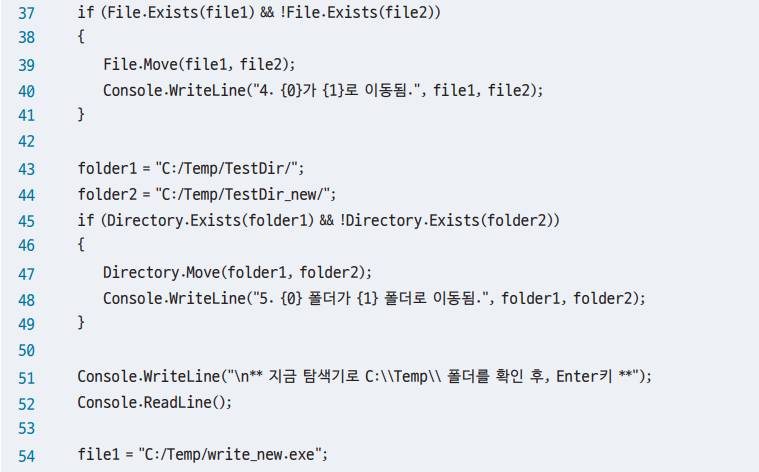 37 if (File.Exists(file1) && !File.Exists(file2))
38 {
39 File.Move(file1, file2);
40 Console.WriteLine("4. {0}가 {1}로 이동됨.", file1, file2);
41 }
42
43 folder1 = "C:/Temp/TestDir/";
44 folder2 = "C:/Temp/TestDir_new/";
45 if (Directory.Exists(folder1) && !Directory.Exists(folder2))
46 {
47 Directory.Move(folder1, folder2);
48 Console.WriteLine("5. {0} 폴더가 {1} 폴더로 이동됨.", folder1, folder2);
49 }
50
51 Console.WriteLine("\n** 지금 탐색기로 C:\\Temp\\ 폴더를 확인 후, Enter키 **");
52 Console.ReadLine();
53
54 file1 = "C:/Temp/write_new.exe";